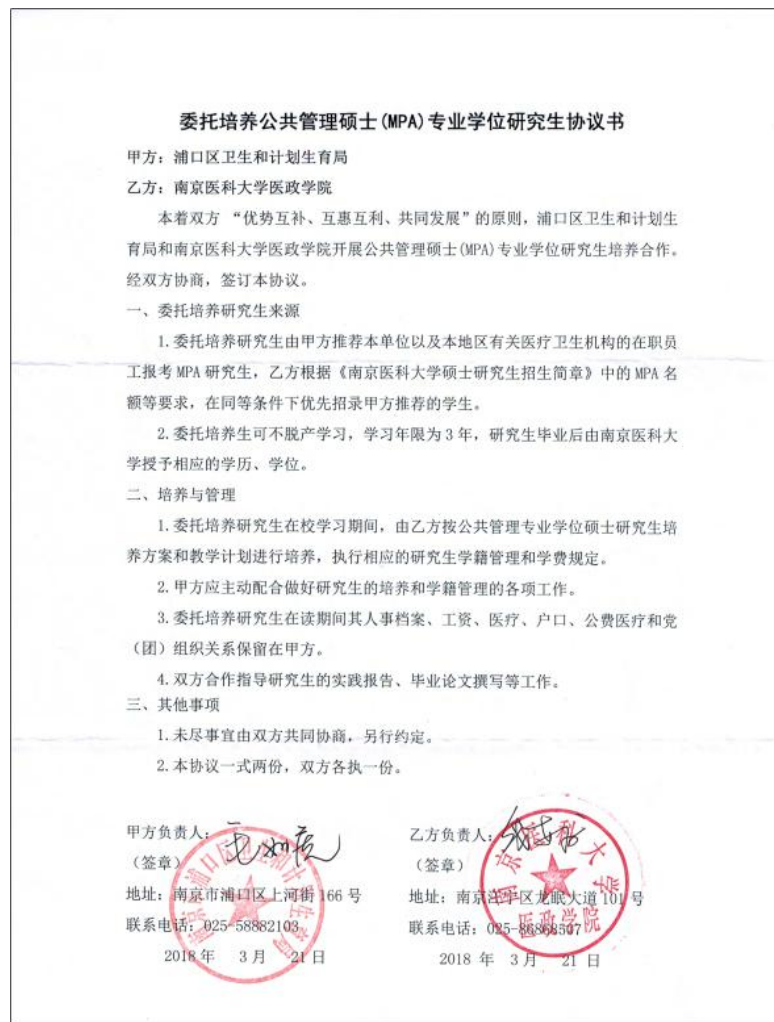 委托培养公共管理硕士(MPA)专业学位研究生协议书
甲方：浦口区卫生和计划生育局
乙方：南京医科大学医政学院
本着双方 “优势互补、互惠互利、共同发展”的原则，浦口区卫生和计划生
育局和南京医科大学医政学院开展公共管理硕士(MPA)专业学位研究生培养合作。
经双方协商，签订本协议。
一、委托培养研究生来源
1.委托培养研究生由甲方推荐本单位以及本地区有关医疗卫生机构的在职员
工报考 MPA 研究生，乙方根据《南京医科大学硕士研究生招生简章》中的 MPA 名
额等要求，在同等条件下优先招录甲方推荐的学生。
2.委托培养生可不脱产学习，学习年限为 3 年，研究生毕业后由南京医科大
学授予相应的学历、学位。
二、培养与管理
1.委托培养研究生在校学习期间，由乙方按公共管理专业学位硕士研究生培
养方案和教学计划进行培养，执行相应的研究生学籍管理和学费规定。
2.甲方应主动配合做好研究生的培养和学籍管理的各项工作。
3.委托培养研究生在读期间其人事档案、工资、医疗、户口、公费医疗和党
（团）组织关系保留在甲方。
4.双方合作指导研究生的实践报告、毕业论文撰写等工作。
三、其他事项
1.未尽事宜由双方共同协商，另行约定。
2.本协议一式两份，双方各执一份。
甲方负责人：
（签章）
地址：南京市浦口区上河街 166 号
联系电话：025-58882103
2018 年 3 月 21 日
乙方负责人：
（签章）
地址：南京江宁区龙眠大道 101 号
联系电话：025-86868507
2018 年 3 月 21 日
南京医科大学
医政学院